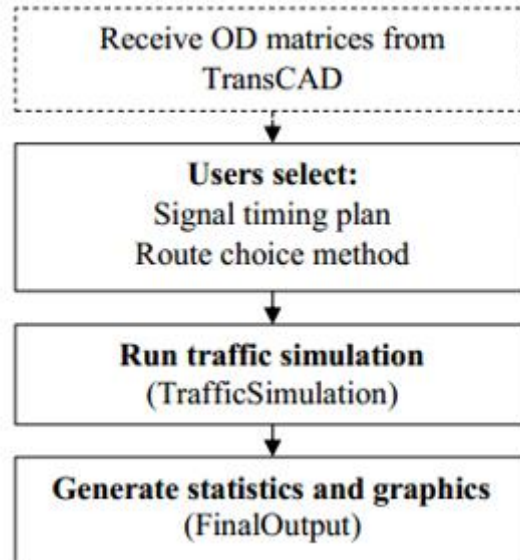 Receive OD matrices from
TransCAD
Users select:
Signal timing plan
Route choice method
Run traffic simulation
(TrafficSimulation)
Generate statistics and graphics
(FinalOutput)